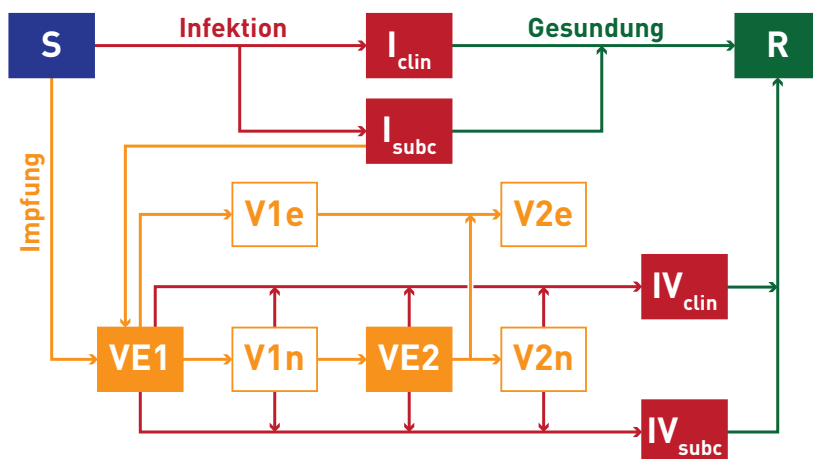 S
Infektion
I clin
Gesundung
R
I subc
Impfung
V1e
V2e
IV clin
VE1
V1n
VE2
V2n
IV subc